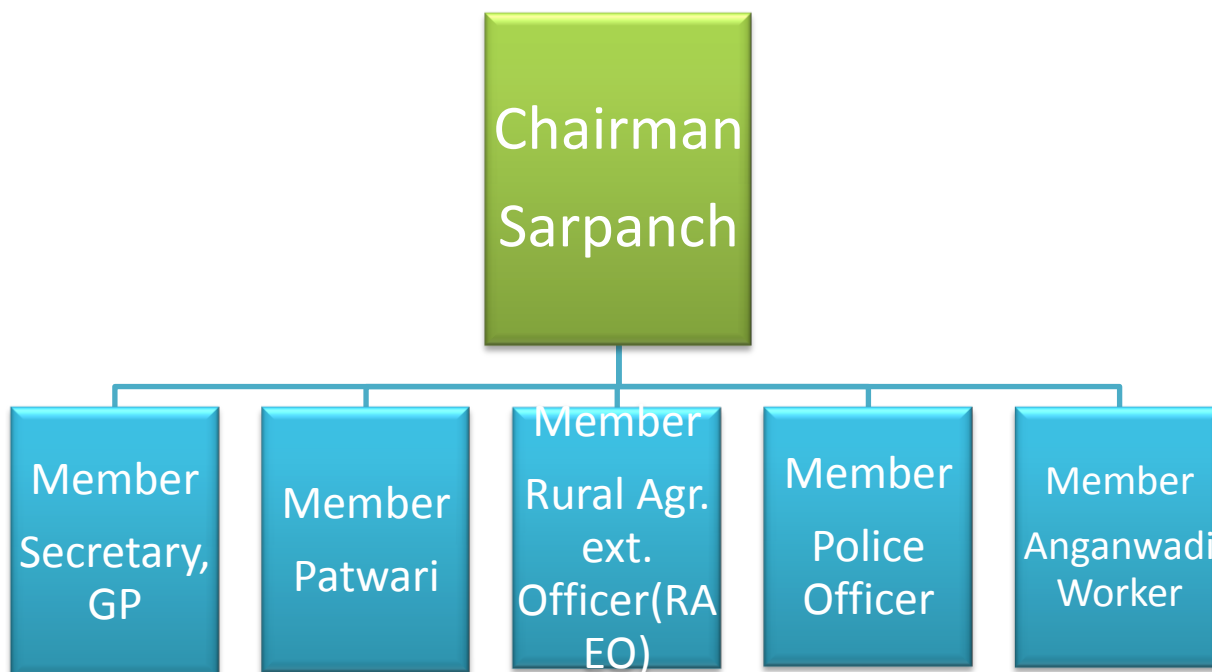 Chairman
Sarpanch
Member
Secretary,
GP
Member
Patwari
Member
Rural Agr.
ext.
Officer(RA
EO)
Member
Police
Officer
Member
Anganwadi
Worker